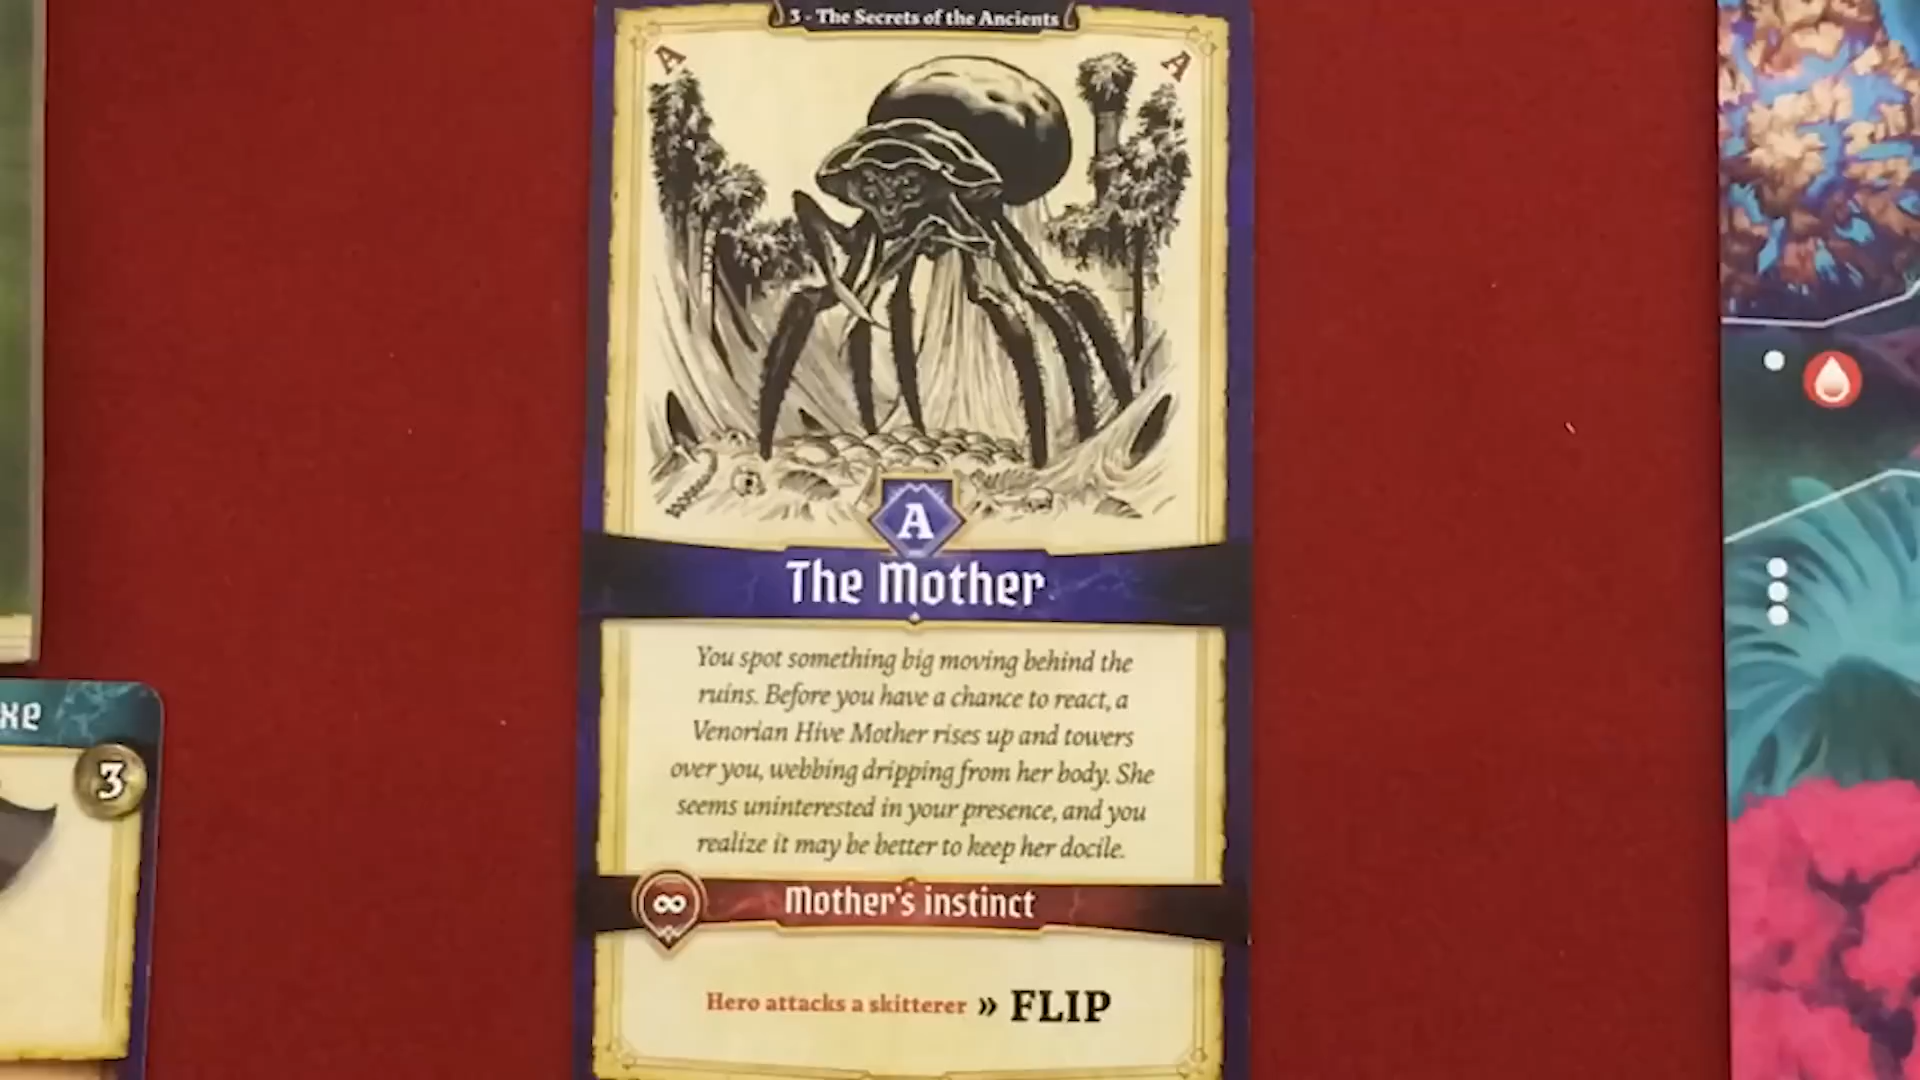 3 - The Secrets of the Ancients
A A
A
The Mother
You spot something big moving behind the
ruins. Before you have a chance to react, a
Venorian Hive Mother rises up and towers
over you, webbing dripping from her body. She
seems uninterested in your presence, and you
realize it may be better to keep her docile.
∞ Mother's instinct
Hero attacks a skitterer » FLIP
xe
3